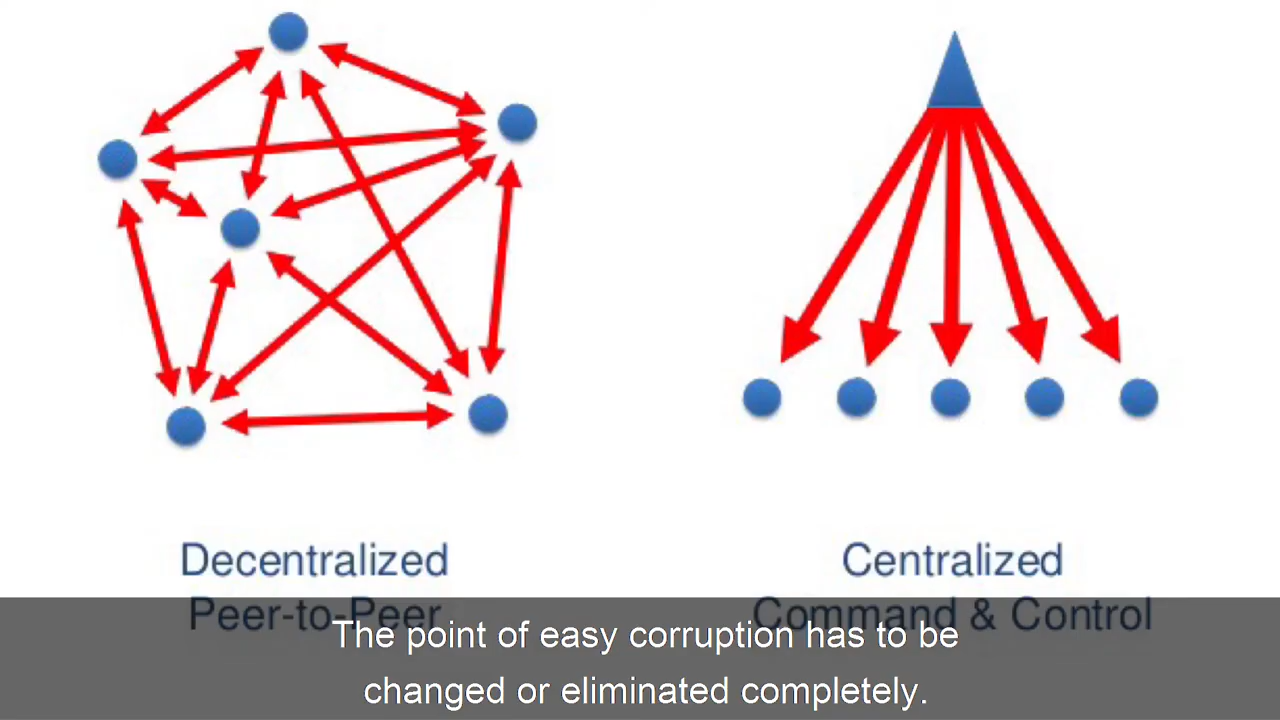 Decentralized
Peer-to-Peer
Centralized
Command & Control
The point of easy corruption has to be
changed or eliminated completely.